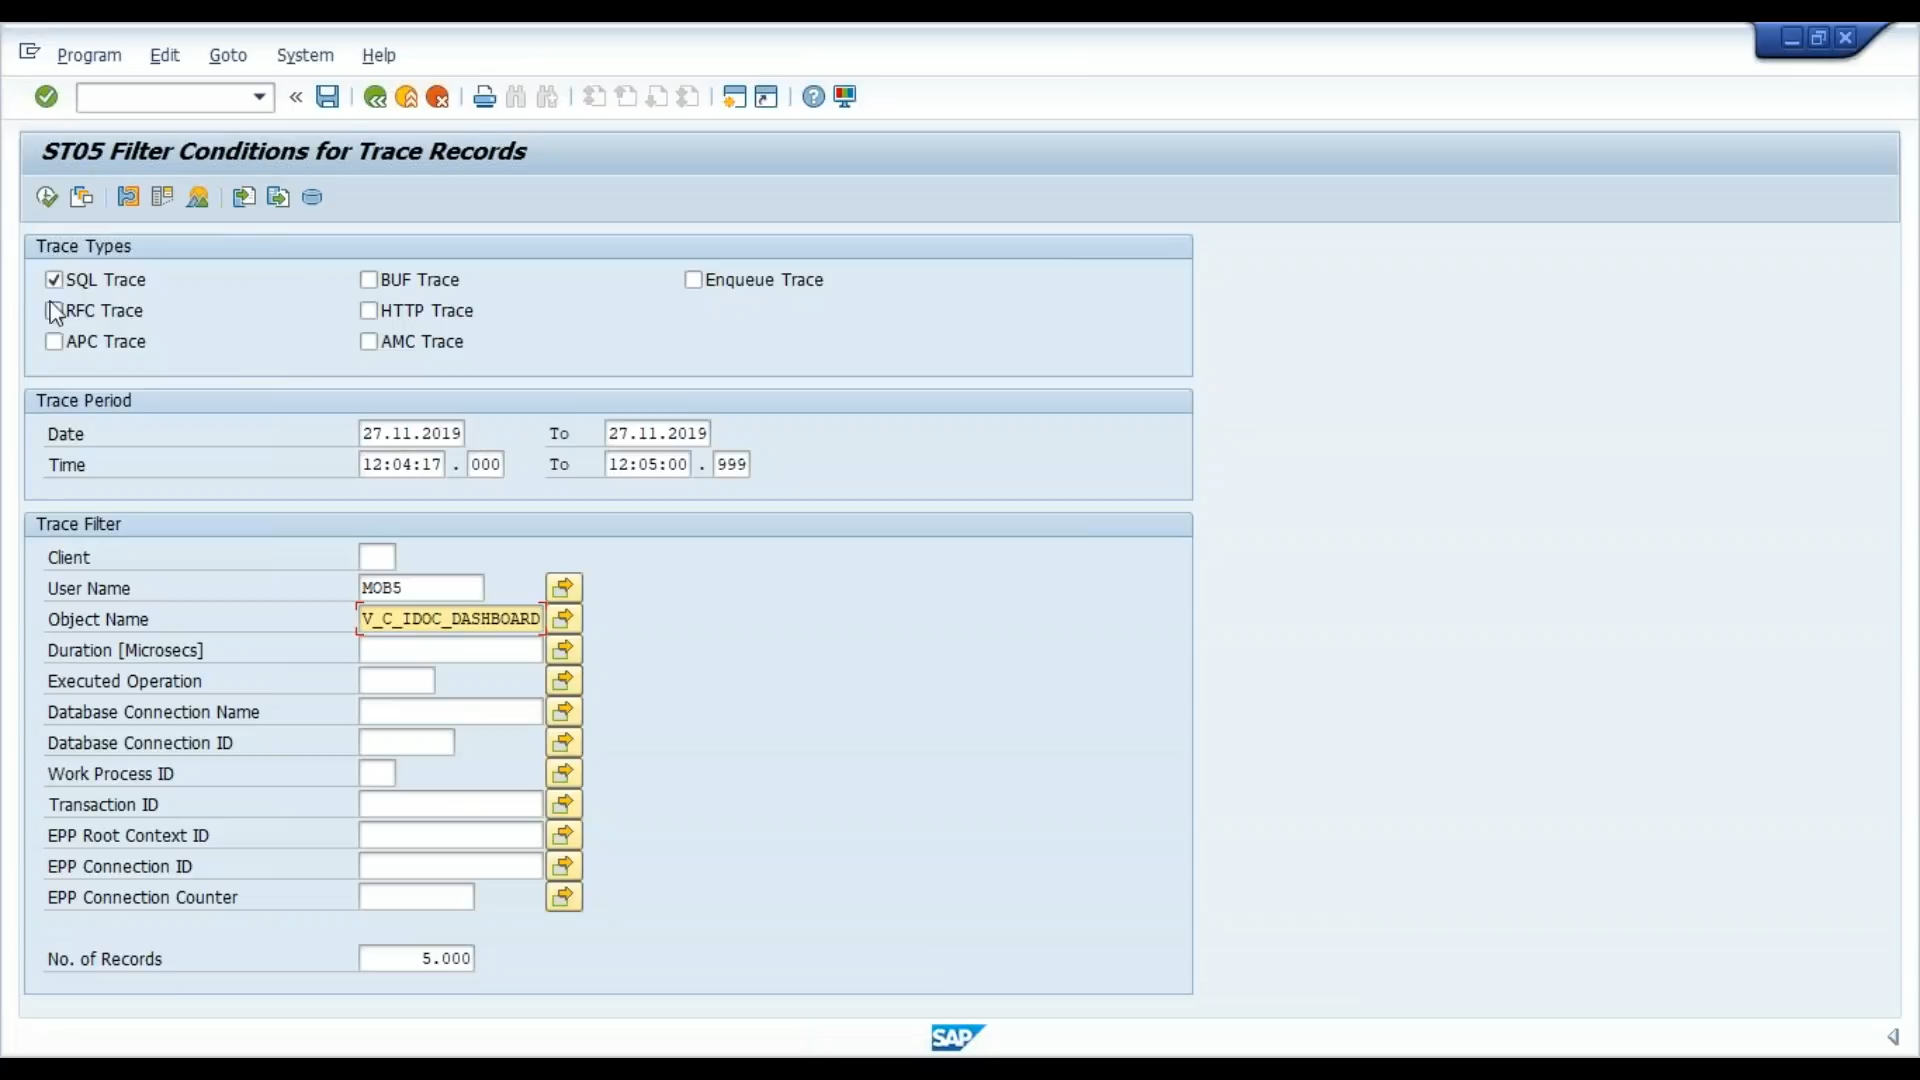 Program Edit Goto System Help
ST05 Filter Conditions for Trace Records
Trace Types
SQL Trace BUF Trace Enqueue Trace
RFC Trace HTTP Trace
APC Trace AMC Trace
Trace Period
Date 27.11.2019 To 27.11.2019
Time 12:04:17 . 000 To 12:05:00 . 999
Trace Filter
Client
User Name MOB5
Object Name V_C_IDOC_DASHBOARD
Duration [Microsecs]
Executed Operation
Database Connection Name
Database Connection ID
Work Process ID
Transaction ID
EPP Root Context ID
EPP Connection ID
EPP Connection Counter
No. of Records 5.000
SAP